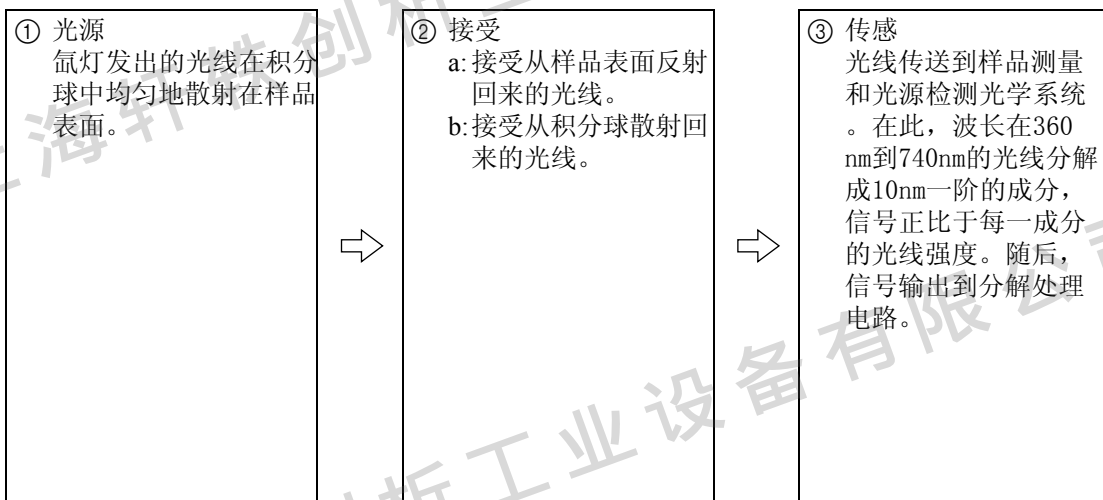 ① 光源
氙灯发出的光线在积分
球中均匀地散射在样品
表面。
② 接受
a:接受从样品表面反射
回来的光线。
b:接受从积分球散射回
来的光线。
③ 传感
光线传送到样品测量
和光源检测光学系统
。在此，波长在360
nm到740nm的光线分解
成10nm一阶的成分，
信号正比于每一成分
的光线强度。随后，
信号输出到分解处理
电路。